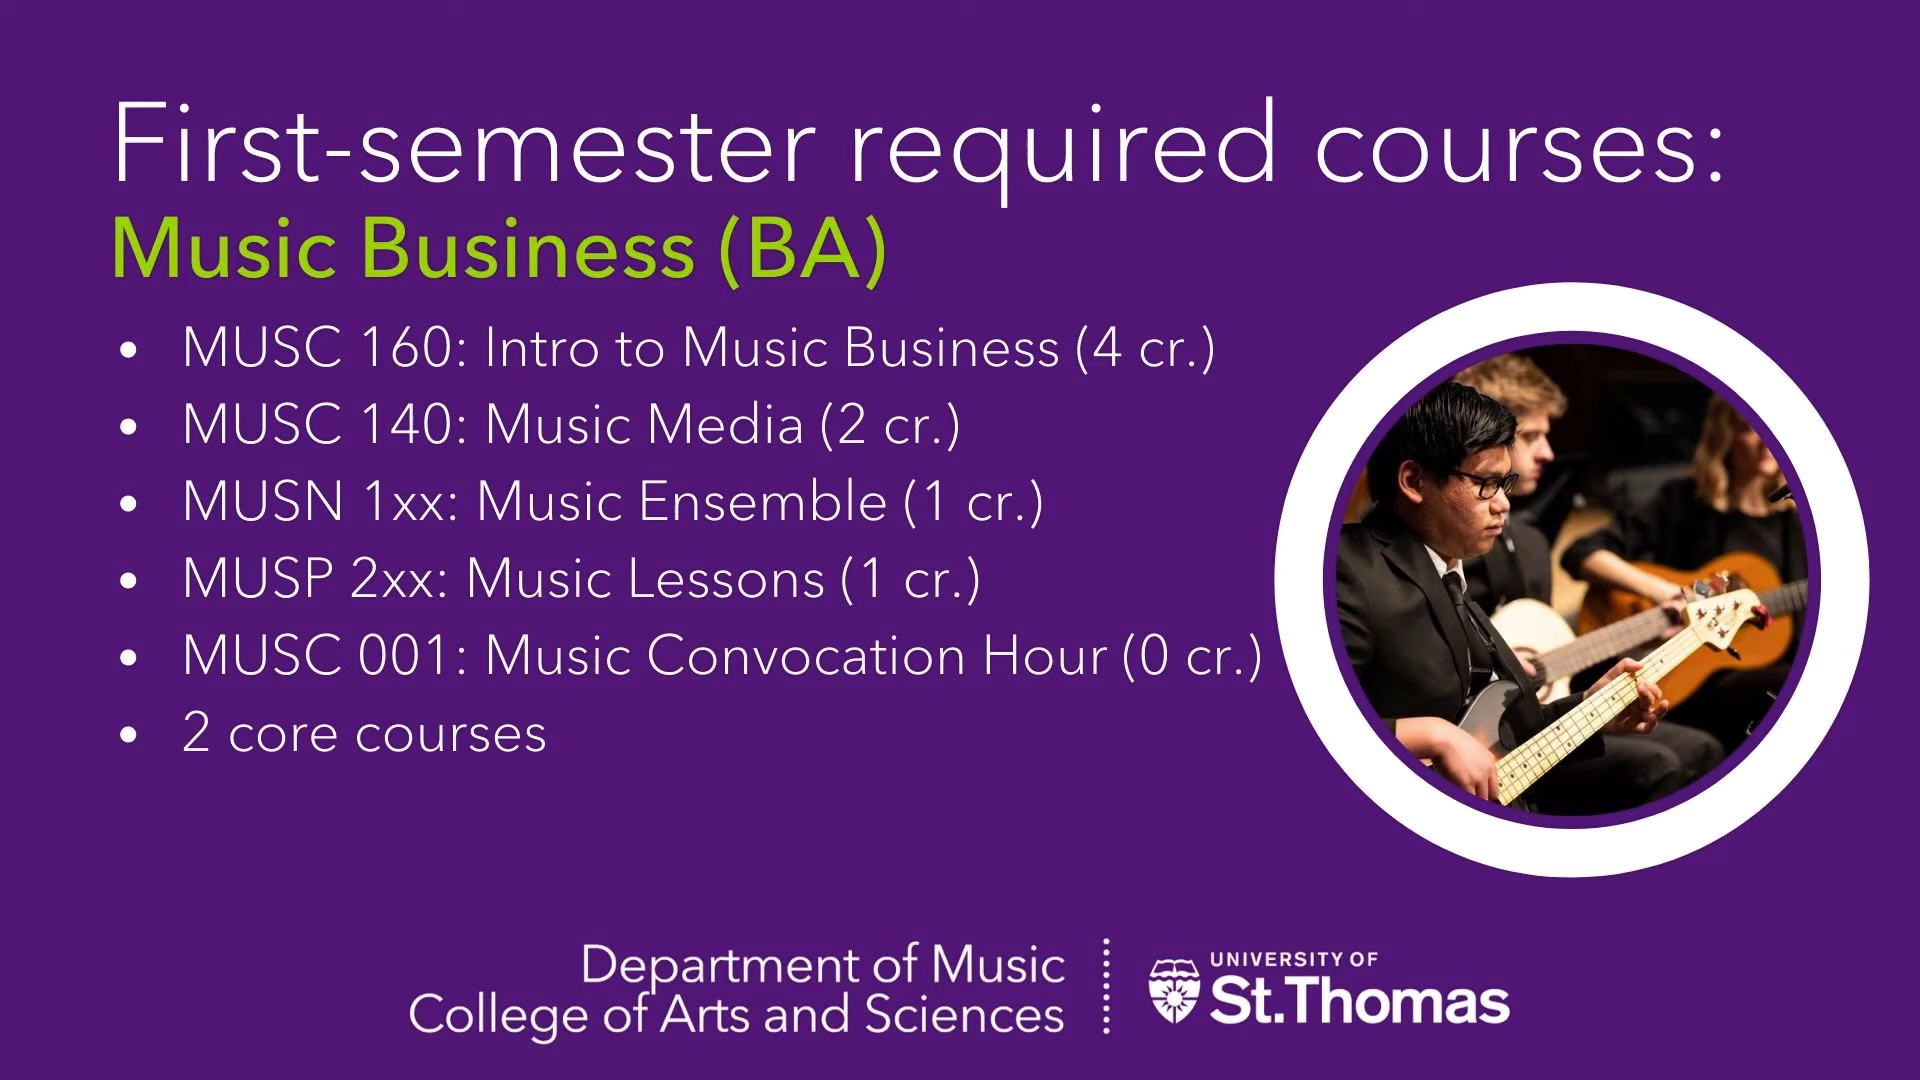 First-semester required courses:
Music Business (BA)
• MUSC 160: Intro to Music Business (4 cr.)
• MUSC 140: Music Media (2 cr.)
• MUSN 1xx: Music Ensemble (1 cr.)
• MUSP 2xx: Music Lessons (1 cr.)
• MUSC 001: Music Convocation Hour (0 cr.)
• 2 core courses
Department of Music
College of Arts and Sciences
UNIVERSITY OF
St.Thomas